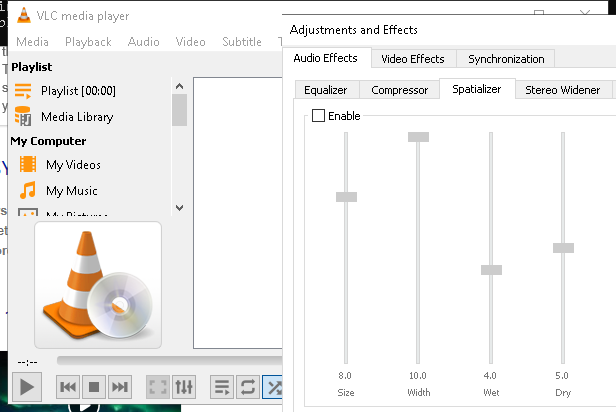 VLC media player
Media Playback Audio Video Subtitle T
Playlist
Playlist [00:00]
Media Library
My Computer
My Videos
My Music
My Pictures
--:--
Adjustments and Effects
Audio Effects Video Effects Synchronization
Equalizer Compressor Spatializer Stereo Widener
Enable
8.0 10.0 4.0 5.0
Size Width Wet Dry